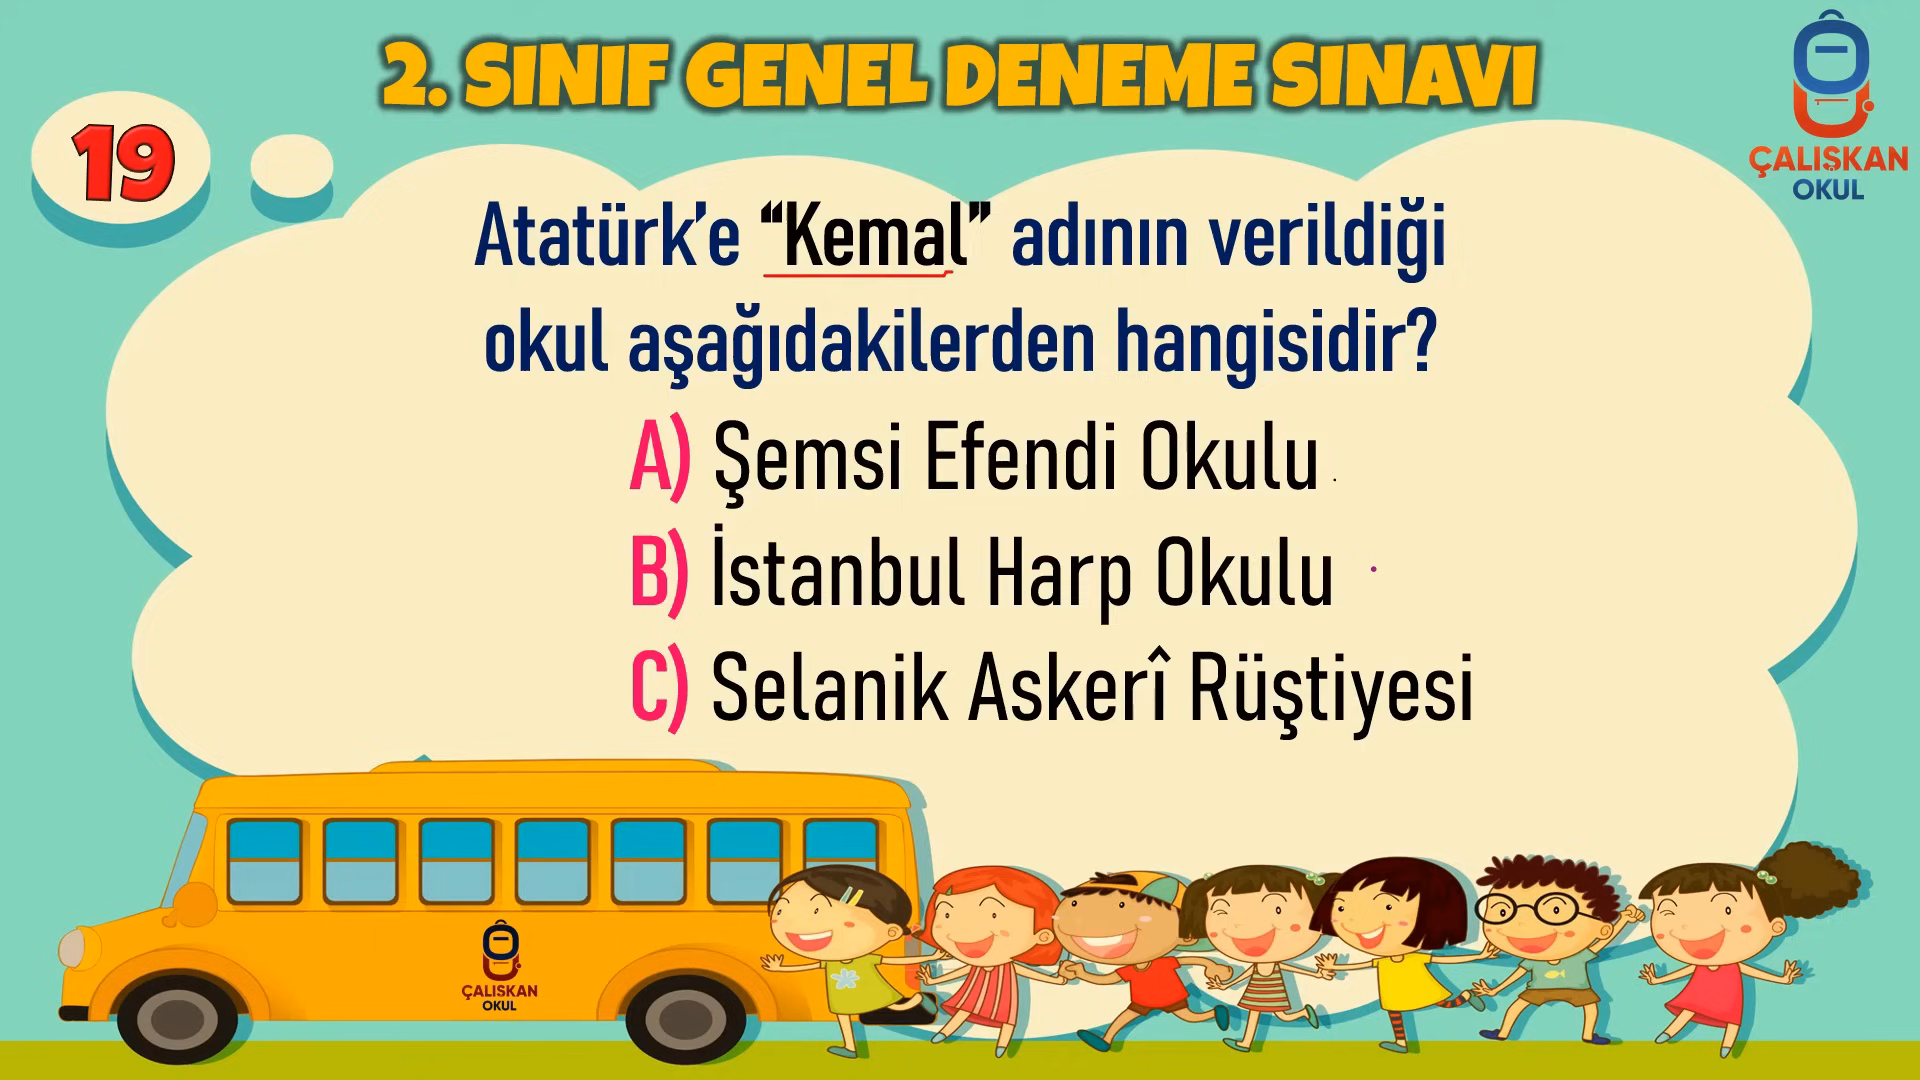 2. SINIF GENEL DENEME SINAVI
19
ÇALIŞKAN
OKUL
Atatürk’e “Kemal” adının verildiği
okul aşağıdakilerden hangisidir?
A) Şemsi Efendi Okulu
B) İstanbul Harp Okulu
C) Selanik Askerî Rüştiyesi
ÇALISKAN
OKUL